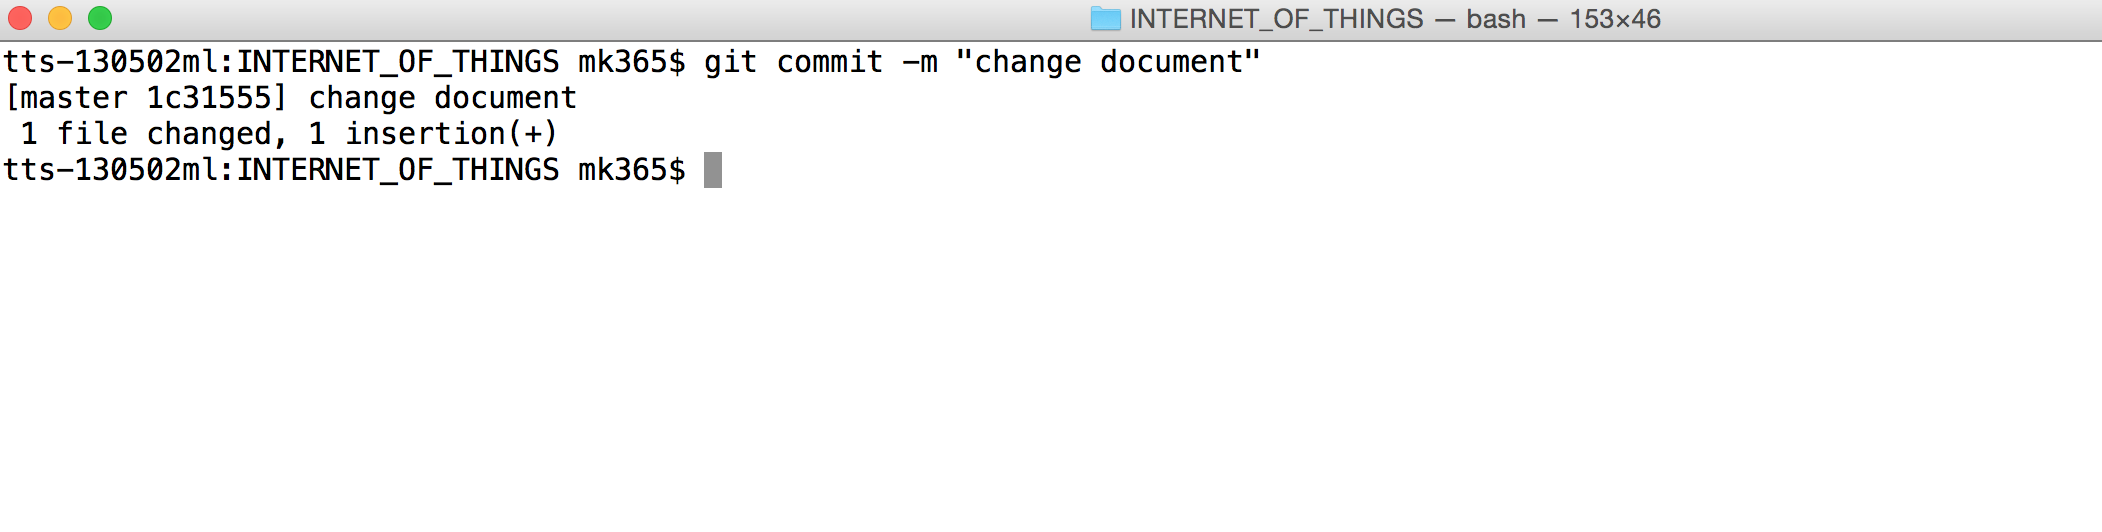 INTERNET_OF_THINGS — bash — 153×46
tts-130502ml:INTERNET_OF_THINGS mk365$ git commit -m "change document"
[master 1c31555] change document
 1 file changed, 1 insertion(+)
tts-130502ml:INTERNET_OF_THINGS mk365$